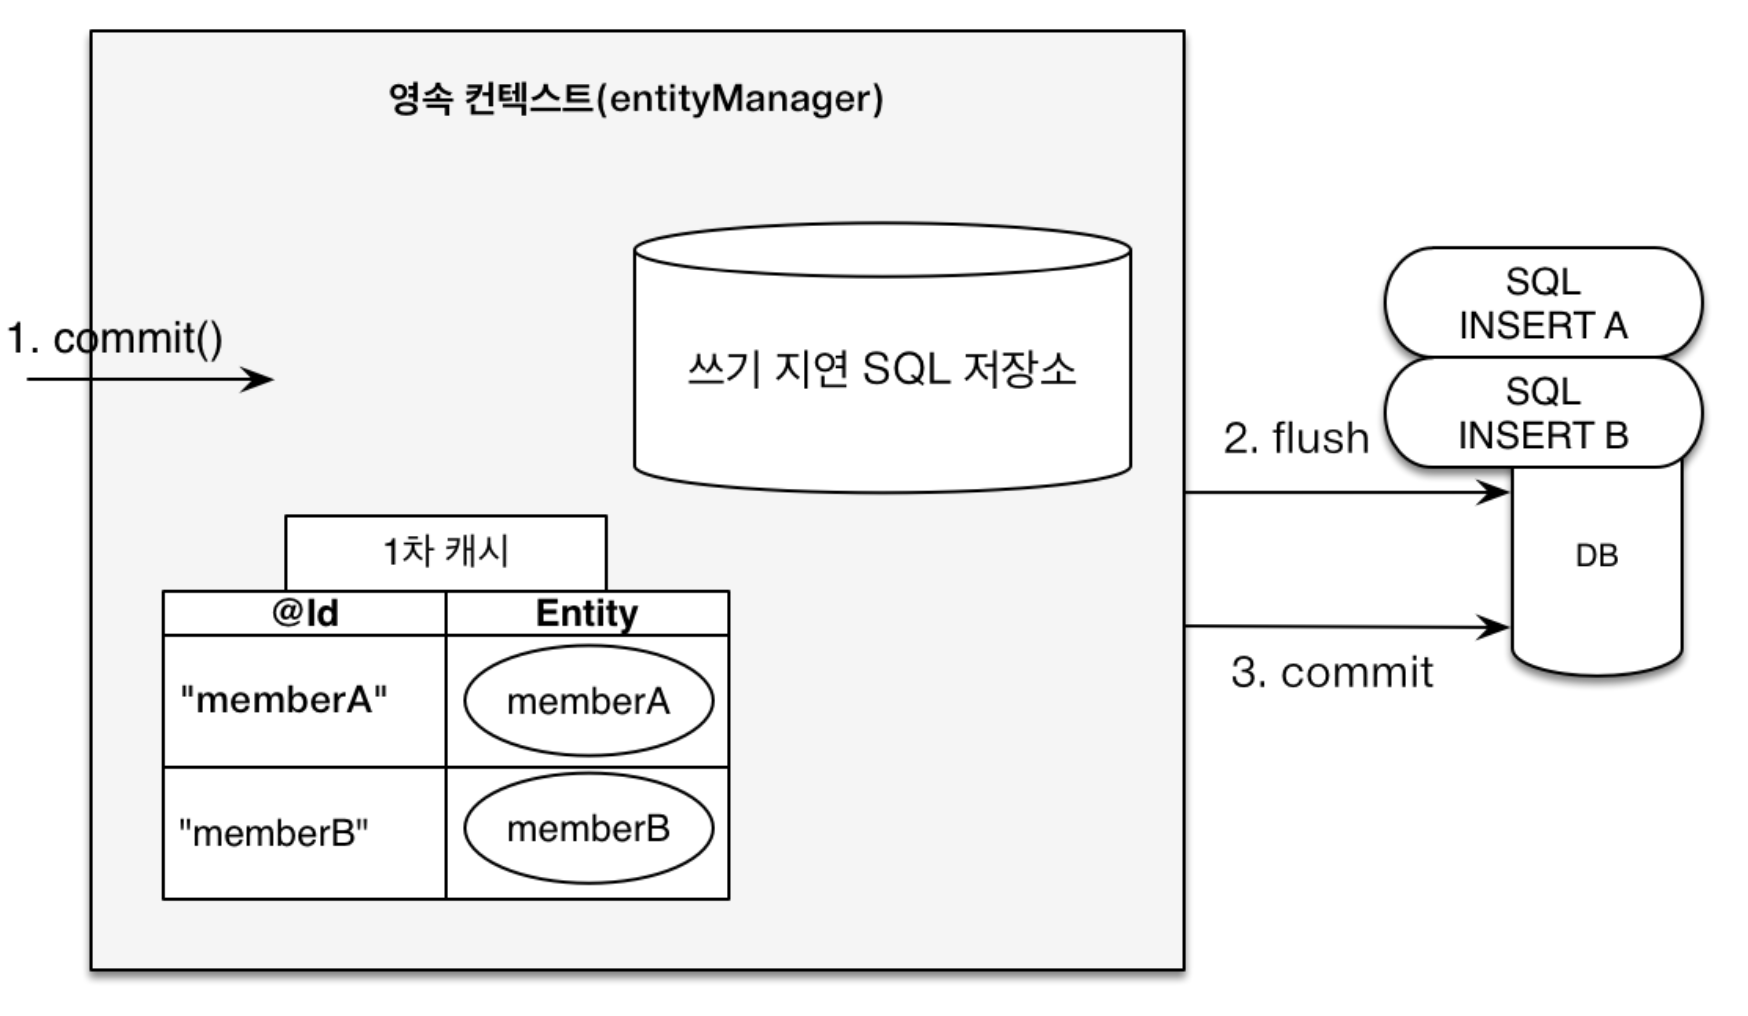 영속 컨텍스트(entityManager)
1. commit()
쓰기 지연 SQL 저장소
SQL
INSERT A
SQL
INSERT B
2. flush
DB
3. commit
1차 캐시
@Id Entity
"memberA" memberA
"memberB" memberB